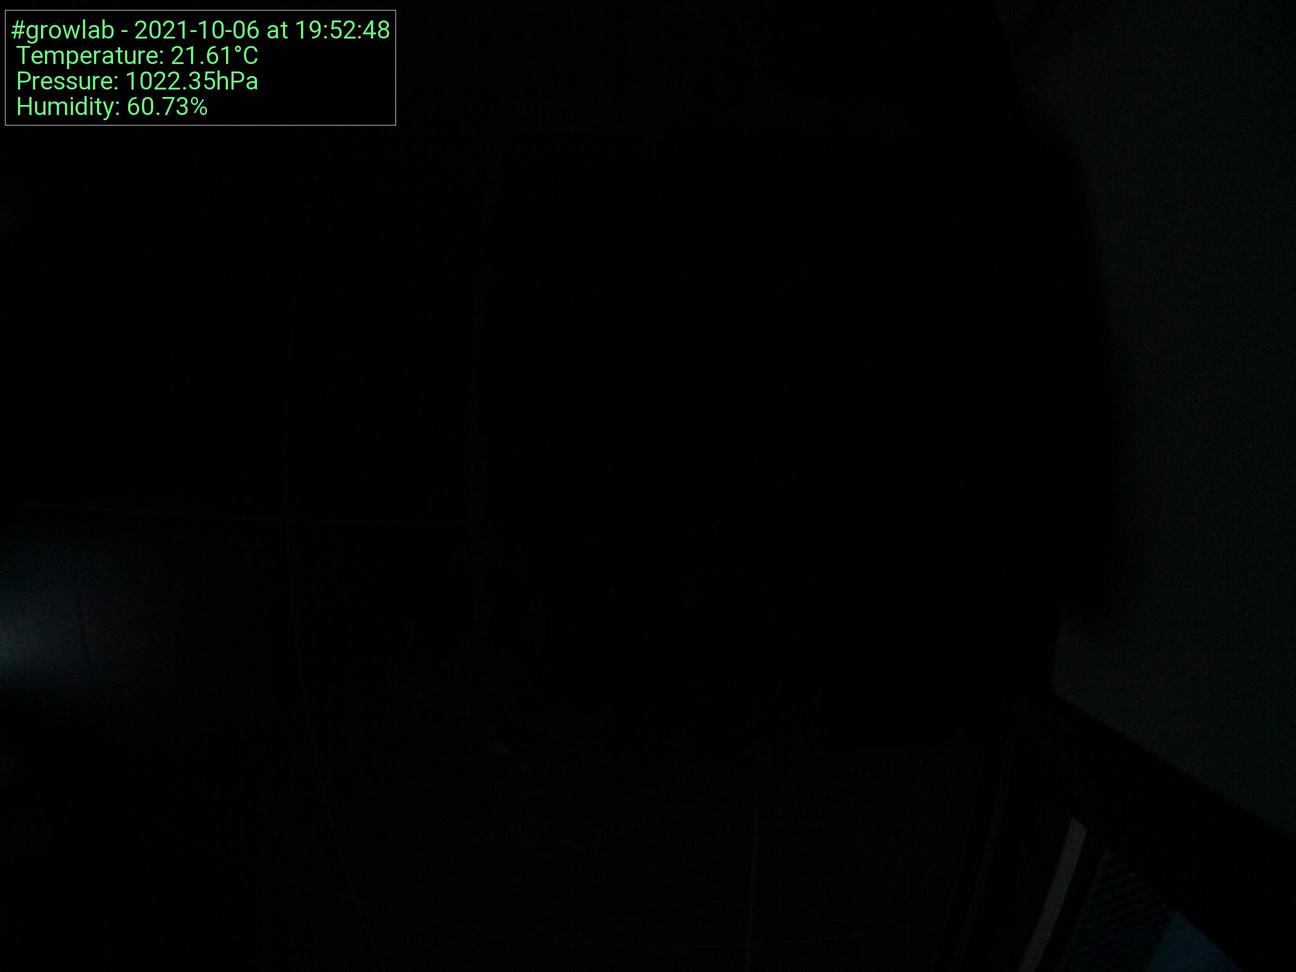 #growlab - 2021-10-06 at 19:52:48
Temperature: 21.61°C
Pressure: 1022.35hPa
Humidity: 60.73%